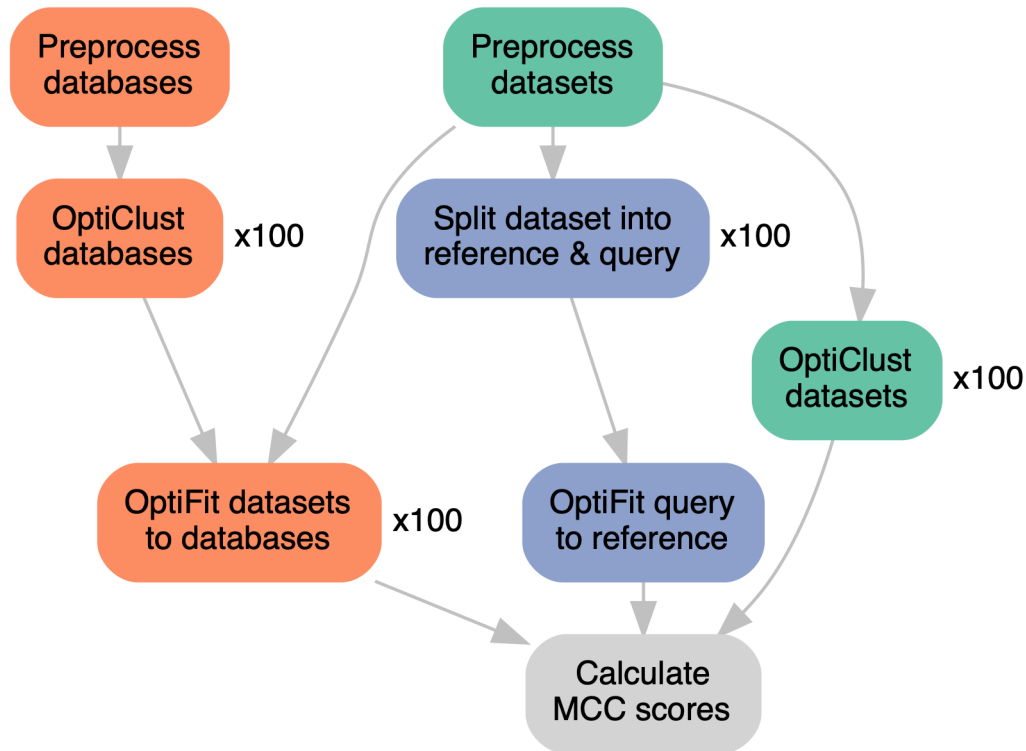 Preprocess
databases
Preprocess
datasets
OptiClust
databases
x100
Split dataset into
reference & query
x100
OptiClust
datasets
x100
OptiFit datasets
to databases
x100
OptiFit query
to reference
Calculate
MCC scores